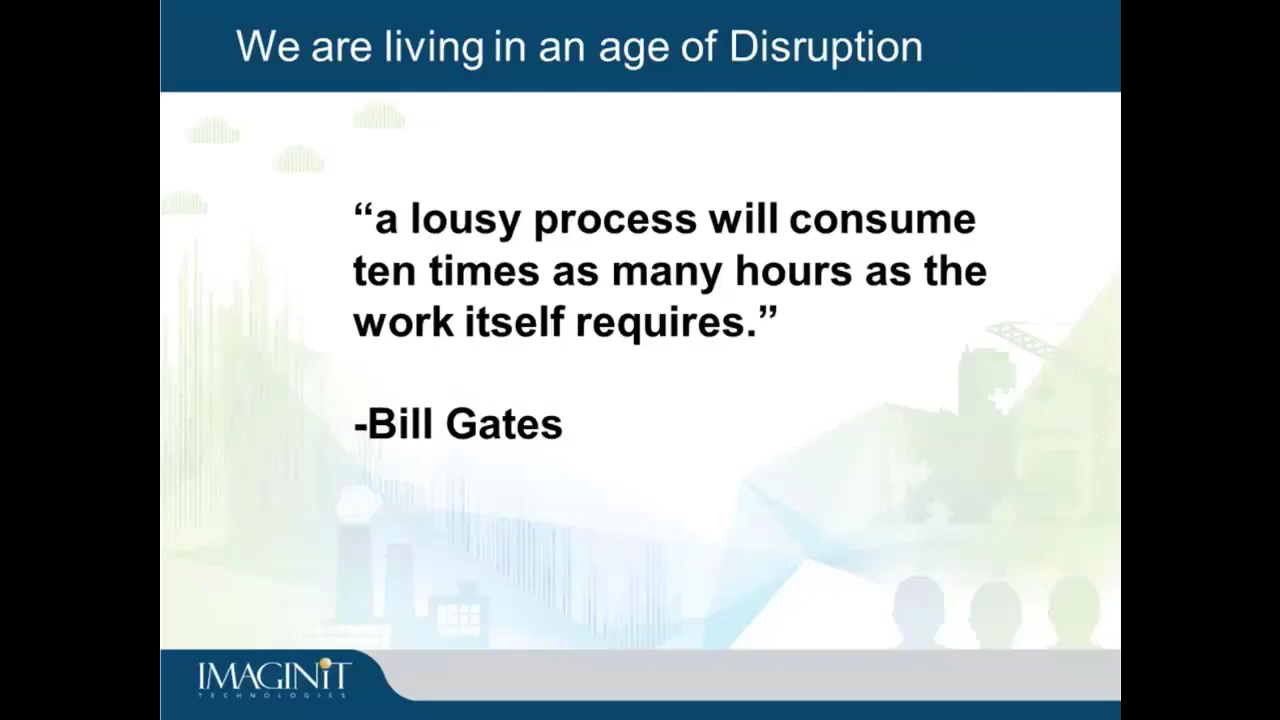 We are living in an age of Disruption
“a lousy process will consume
ten times as many hours as the
work itself requires.”
-Bill Gates
IMAGINiT
TECHNOLOGIES